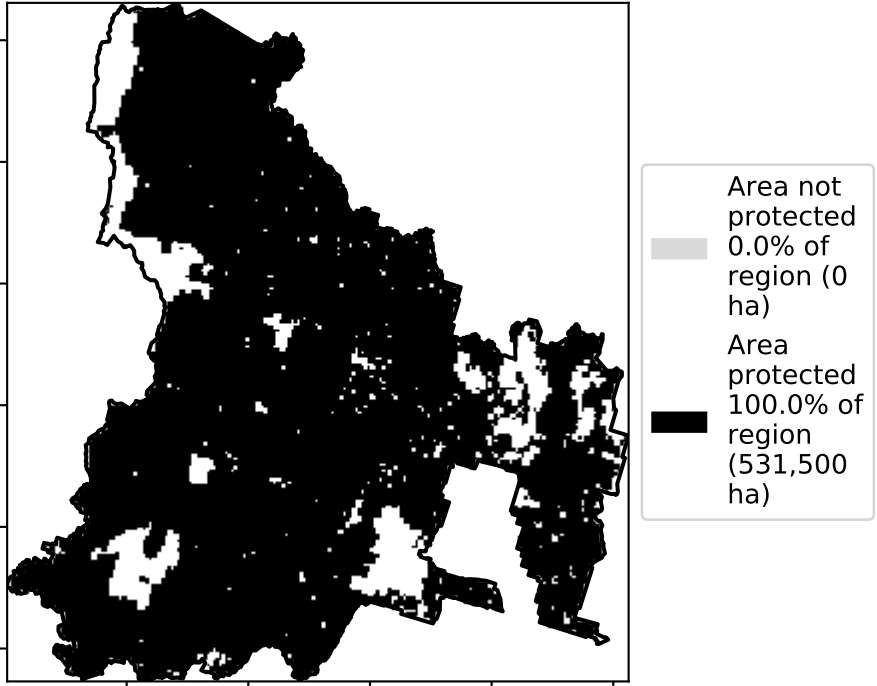 Area not
protected
0.0% of
region (0
ha)
Area
protected
100.0% of
region
(531,500
ha)